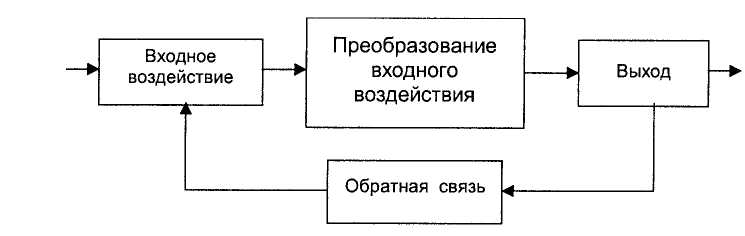 Входное
воздействие
Преобразование
входного
воздействия
Выход
Обратная связь